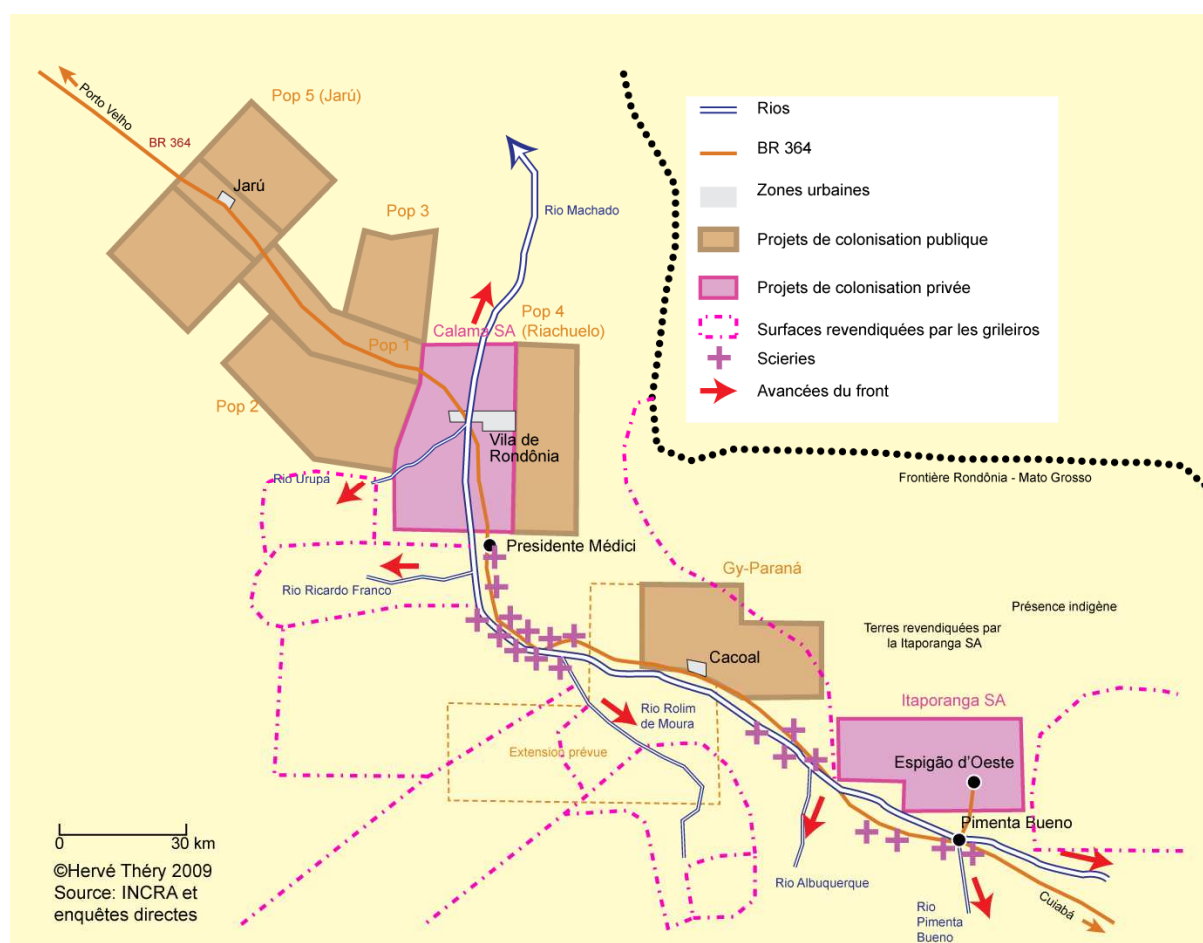 Porto Velho
BR 364
Pop 5 (Jarú)
Jarú
Pop 3
Rio Machado
Pop 4
(Riachuelo)
Calama SA
Pop 1
Pop 2
Vila de
Rondônia
Rio Urupa
Presidente Médici
Rio Ricardo Franco
Rios
BR 364
Zones urbaines
Projets de colonisation publique
Projets de colonisation privée
Surfaces revendiquées par les grileiros
Scieries
Avancées du front
Frontière Rondônia - Mato Grosso
Gy-Paraná
Cacoal
Présence indigène
Terres revendiquées par
la Itaporanga SA
Itaporanga SA
Espigão d'Oeste
Rio Rolim
de Moura
Extension prévue
Pimenta Bueno
Rio Albuquerque
Rio
Pimenta
Bueno
Cuiabá
0
30 km
©Hervé Théry 2009
Source: INCRA et
enquêtes directes